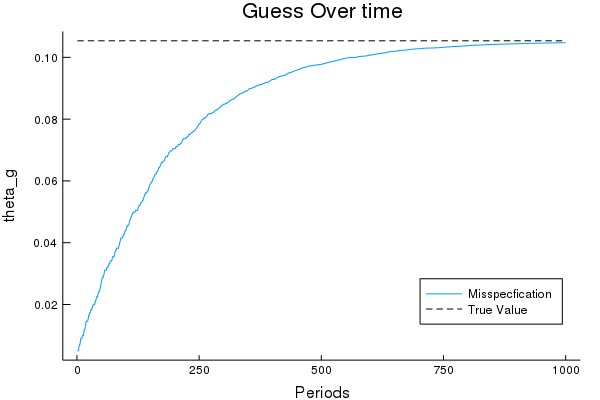 Guess Over time
theta_g
0.10
0.08
0.06
0.04
0.02
Misspecfication
True Value
0
250
500
750
1000
Periods